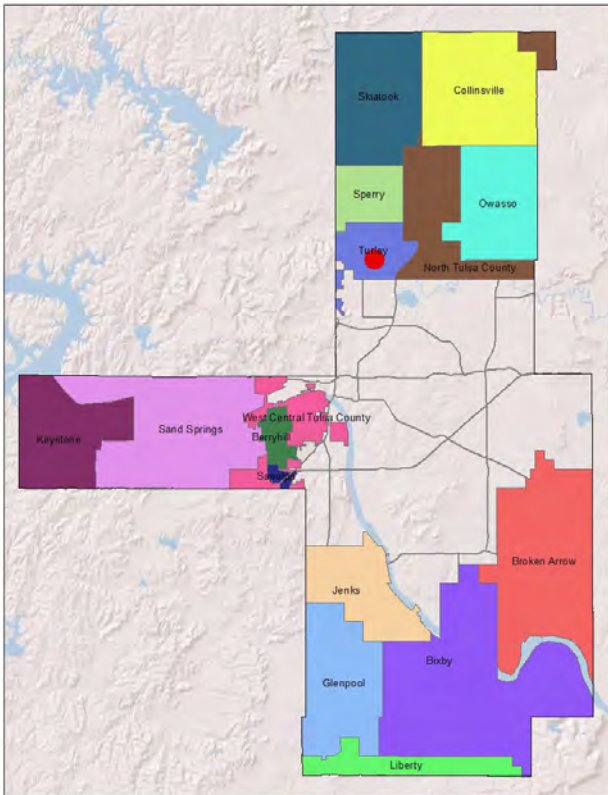 Skiatook
Collinsville
Sperry
Owasso
Turley
North Tulsa County
West Central Tulsa County
Keystone
Sand Springs
Berryhill
Broken Arrow
Jenks
Bixby
Glenpool
Liberty